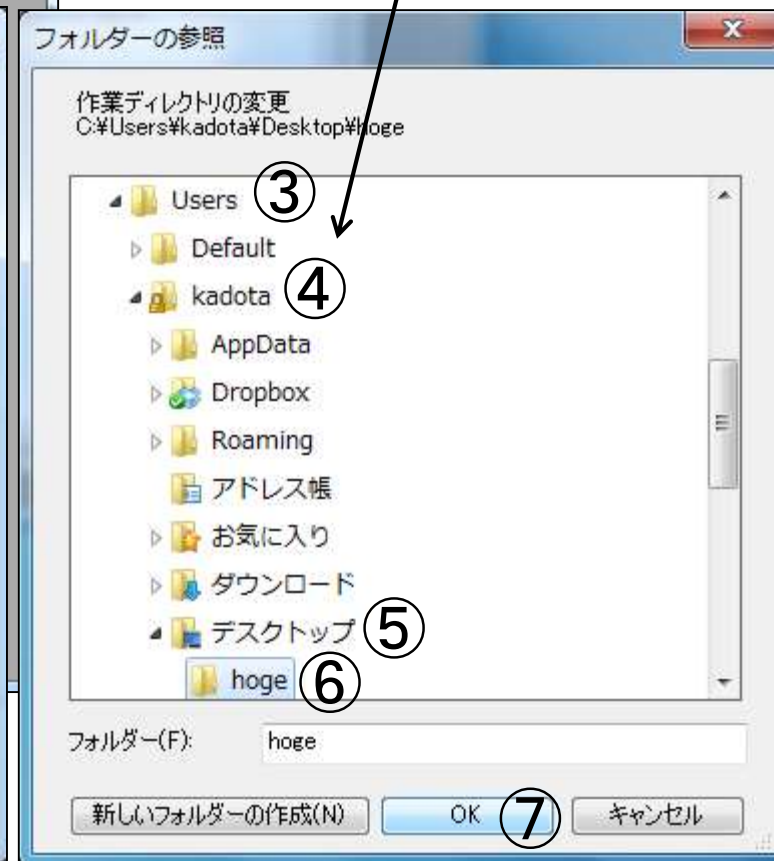 フォルダーの参照
作業ディレクトリの変更
C:¥Users¥kadota¥Desktop¥hoge
Users ③
Default
kadota ④
AppData
Dropbox
Roaming
アドレス帳
お気に入り
ダウンロード
デスクトップ ⑤
hoge ⑥
フォルダー(F): hoge
新しいフォルダーの作成(N) OK ⑦ キャンセル